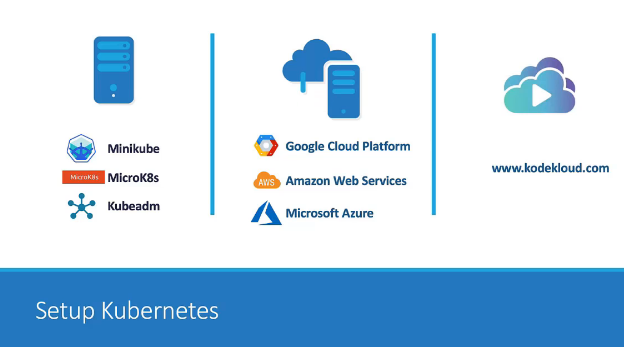 Minikube
MicroK8s MicroK8s
Kubeadm
Google Cloud Platform
AWS Amazon Web Services
Microsoft Azure
www.kodekloud.com
Setup Kubernetes